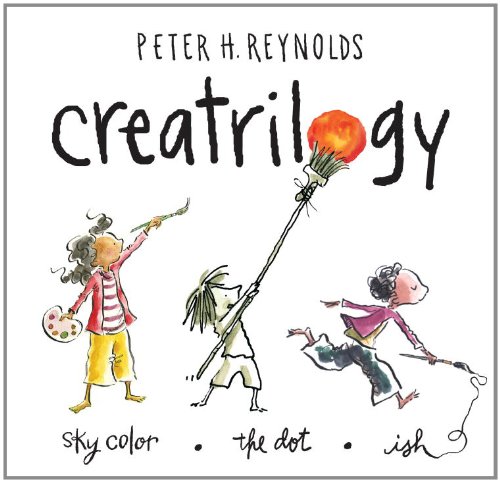 PETER H. REYNOLDS
creatrilogy
sky color • the dot • ish